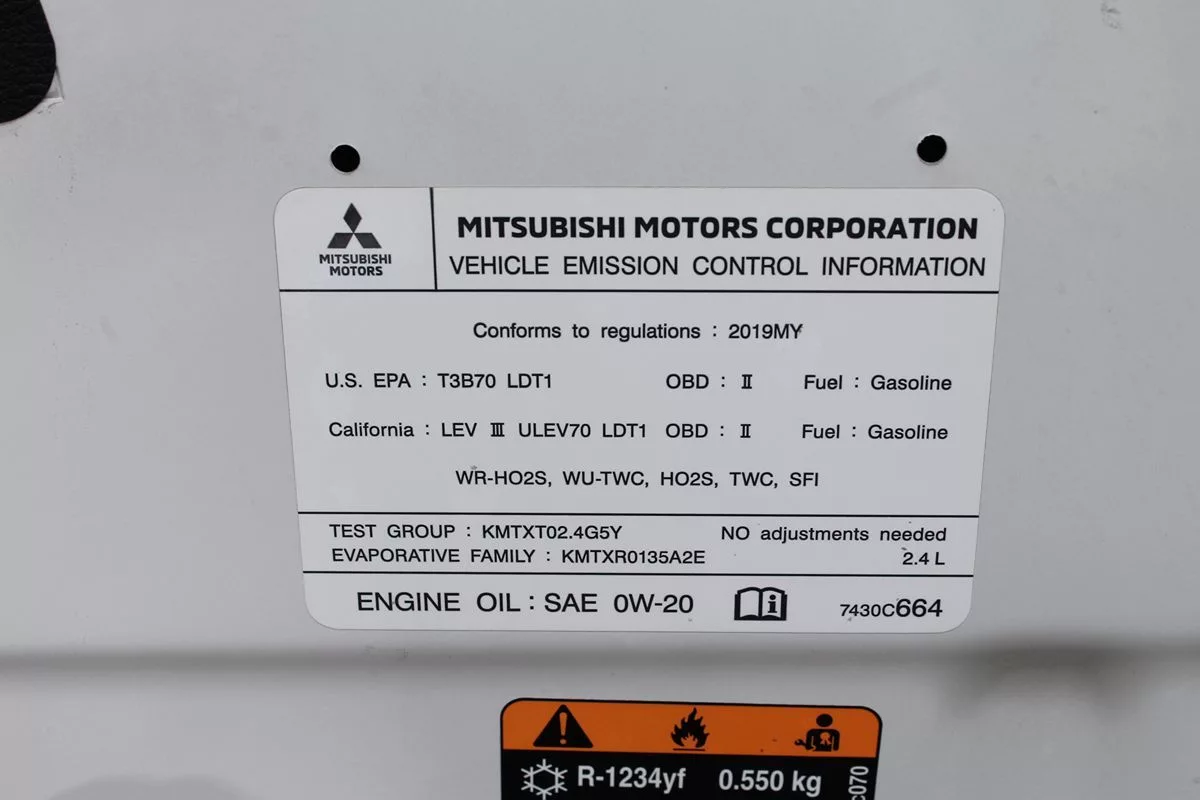 MITSUBISHI MOTORS CORPORATION
MITSUBISHI
MOTORS
VEHICLE EMISSION CONTROL INFORMATION
Conforms to regulations : 2019MY
U.S. EPA : T3B70 LDT1 OBD : Ⅱ Fuel : Gasoline
California : LEV Ⅲ ULEV70 LDT1 OBD : Ⅱ Fuel : Gasoline
WR-HO2S, WU-TWC, HO2S, TWC, SFI
TEST GROUP : KMTXT02.4G5Y NO adjustments needed
EVAPORATIVE FAMILY : KMTXR0135A2E 2.4 L
ENGINE OIL : SAE 0W-20 7430C664
R-1234yf 0.550 kg